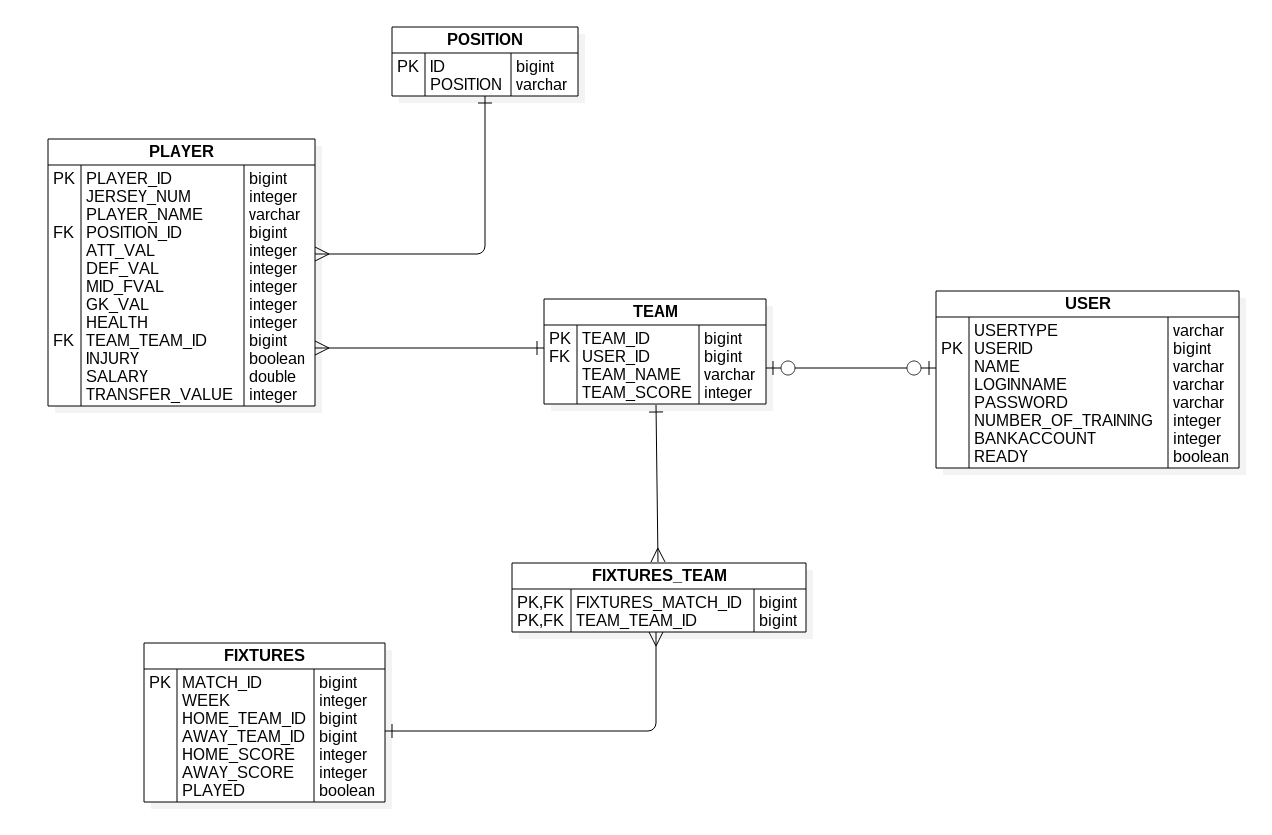 POSITION
PK ID bigint
POSITION varchar
PLAYER
PK PLAYER_ID bigint
JERSEY_NUM integer
PLAYER_NAME varchar
FK POSITION_ID bigint
ATT_VAL integer
DEF_VAL integer
MID_FVAL integer
GK_VAL integer
HEALTH integer
FK TEAM_TEAM_ID bigint
INJURY boolean
SALARY double
TRANSFER_VALUE integer
TEAM
PK TEAM_ID bigint
FK USER_ID bigint
TEAM_NAME varchar
TEAM_SCORE integer
USER
USERTYPE varchar
PK USERID bigint
NAME varchar
LOGINNAME varchar
PASSWORD varchar
NUMBER_OF_TRAINING integer
BANKACCOUNT integer
READY boolean
FIXTURES_TEAM
PK,FK FIXTURES_MATCH_ID bigint
PK,FK TEAM_TEAM_ID bigint
FIXTURES
PK MATCH_ID bigint
WEEK integer
HOME_TEAM_ID bigint
AWAY_TEAM_ID bigint
HOME_SCORE integer
AWAY_SCORE integer
PLAYED boolean